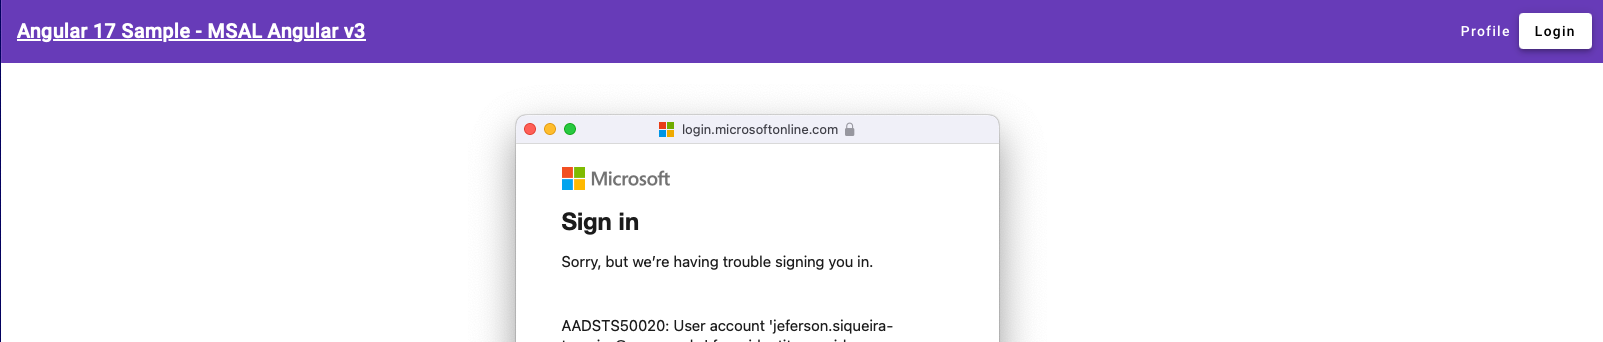 Angular 17 Sample - MSAL Angular v3
Profile Login
login.microsoftonline.com
Microsoft
Sign in
Sorry, but we're having trouble signing you in.
AADSTS50020: User account 'jeferson.siqueira-